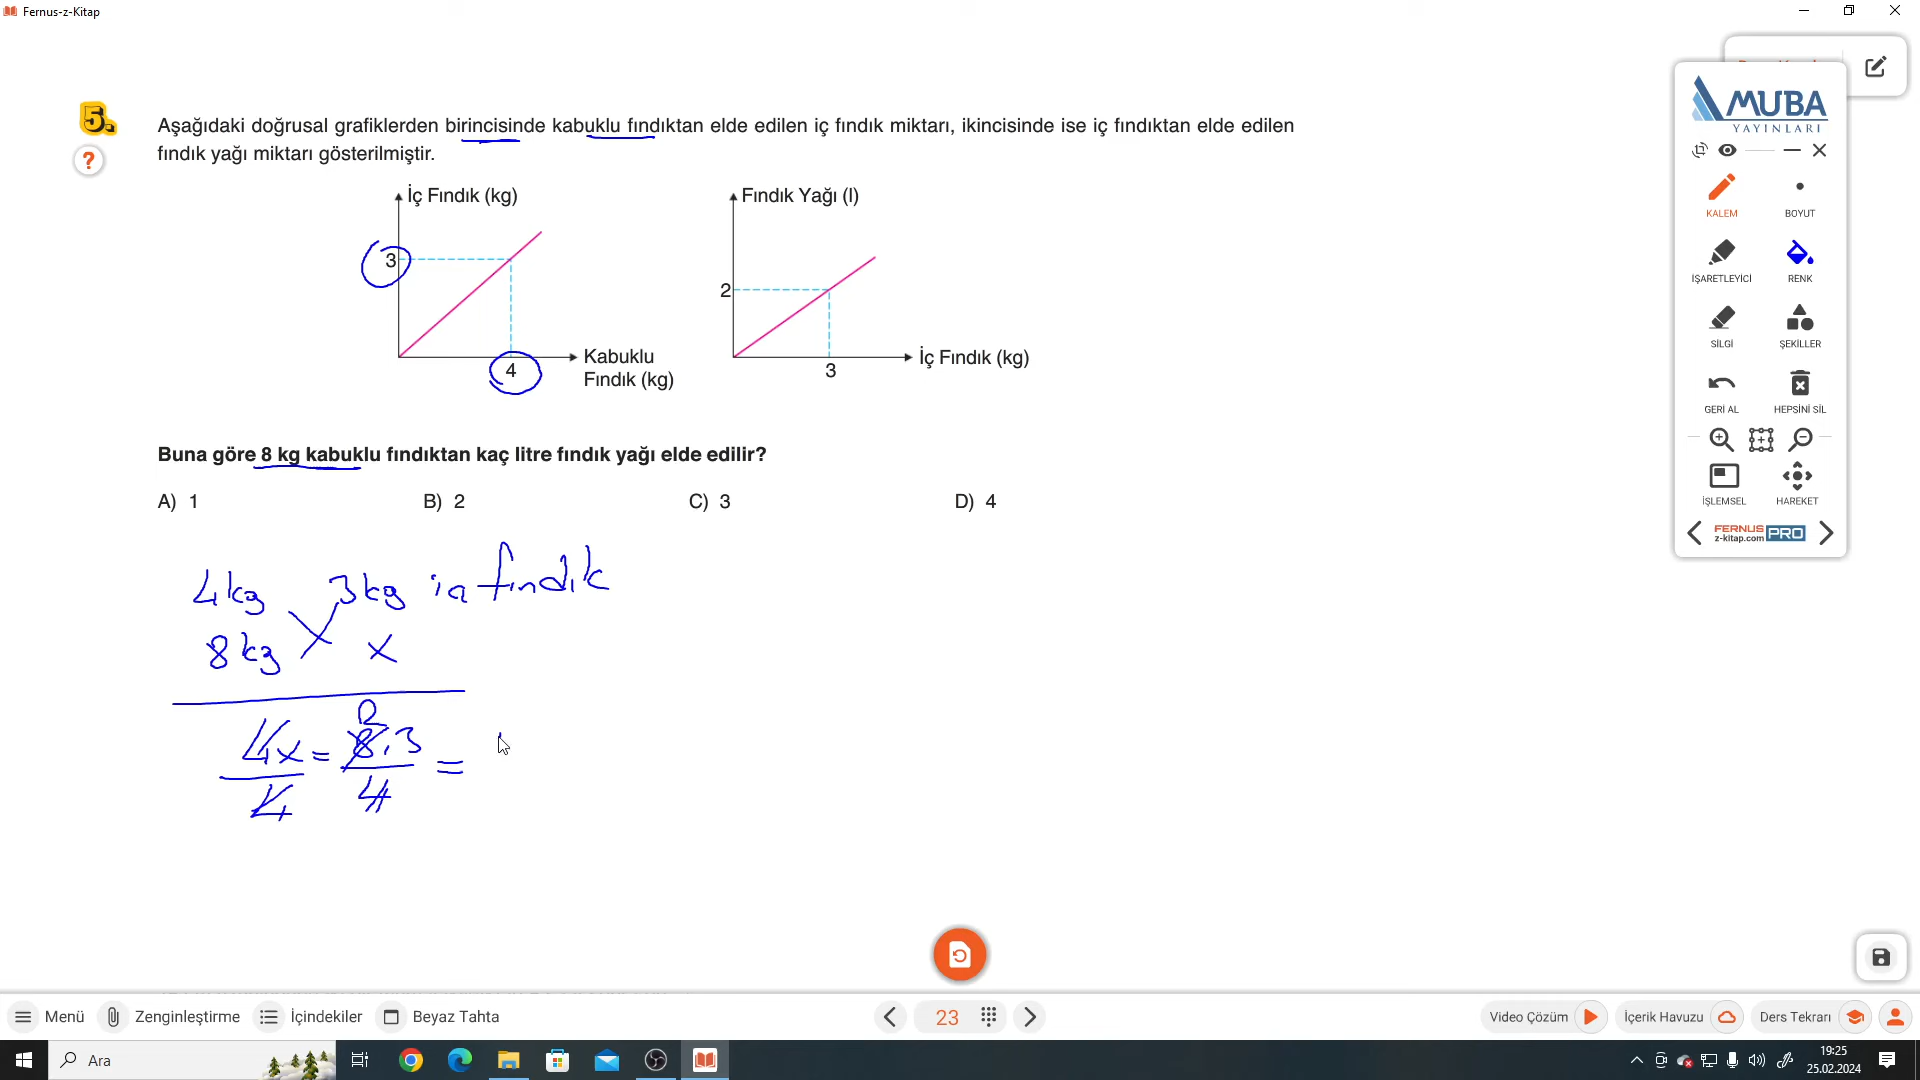 Fernus-z-Kitap
5.
Aşağıdaki doğrusal grafiklerden birincisinde kabuklu fındıktan elde edilen iç fındık miktarı, ikincisinde ise iç fındıktan elde edilen
fındık yağı miktarı gösterilmiştir.
?
İç Fındık (kg)
3
4
Kabuklu
Fındık (kg)
Fındık Yağı (l)
2
3
İç Fındık (kg)
Buna göre 8 kg kabuklu fındıktan kaç litre fındık yağı elde edilir?
A) 1 B) 2 C) 3 D) 4
4kg 3kg iç fındık
8kg x
2
4x = 8.3 =
4 4
MUBA
YAYINLARI
KALEM BOYUT
İŞARETLEYİCİ RENK
SİLGİ ŞEKİLLER
GERİ AL HEPSİNİ SİL
İŞLEMSEL HAREKET
FERNUS
z-kitap.com PRO
Menü Zenginleştirme İçindekiler Beyaz Tahta 23 Video Çözüm İçerik Havuzu Ders Tekrarı
Ara
19:25
25.02.2024